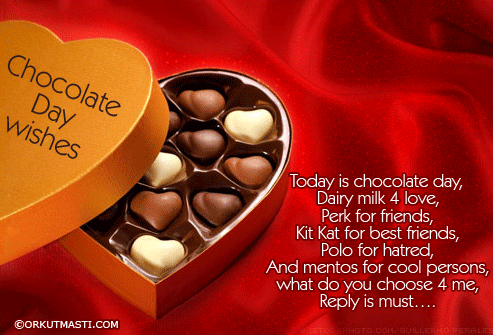 Chocolate
Day
wishes
Today is chocolate day,
Dairy milk 4 love,
Perk for friends,
Kit Kat for best friends,
Polo for hatred,
And mentos for cool persons,
what do you choose 4 me,
Reply is must....
©ORKUTMASTI.COM